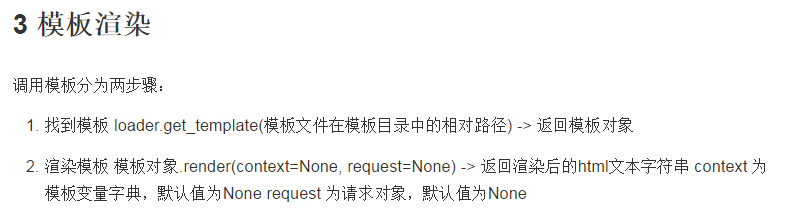 3 模板渲染
调用模板分为两步骤：
1. 找到模板 loader.get_template(模板文件在模板目录中的相对路径) -> 返回模板对象
2. 渲染模板 模板对象.render(context=None, request=None) -> 返回渲染后的html文本字符串 context 为
模板变量字典，默认值为None request 为请求对象，默认值为None